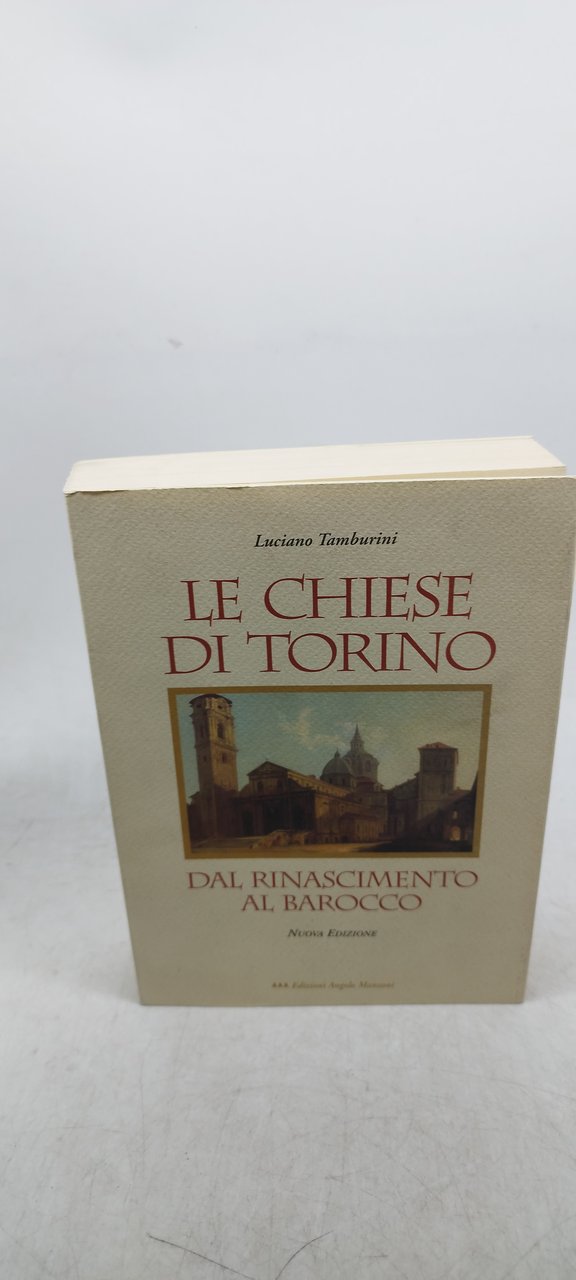 Luciano Tamburini
LE CHIESE
DI TORINO
DAL RINASCIMENTO
AL BAROCCO
NUOVA EDIZIONE
Edizioni Angolo Manzoni